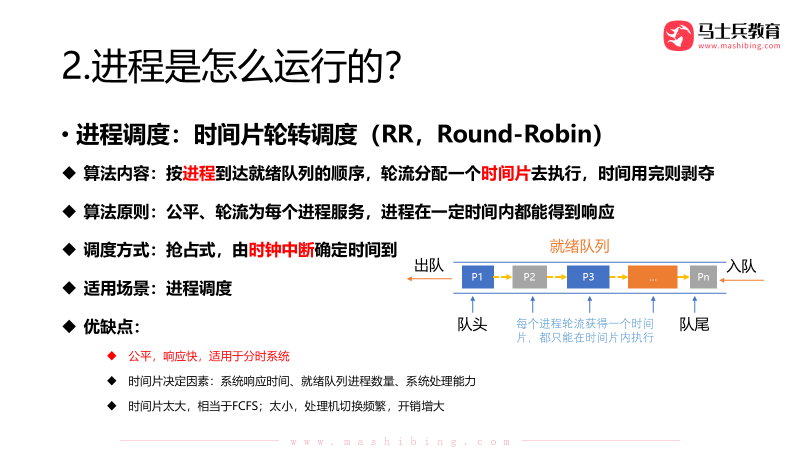 马士兵教育
www.mashibing.com
2.进程是怎么运行的？
• 进程调度：时间片轮转调度（RR，Round-Robin）
◆ 算法内容：按进程到达就绪队列的顺序，轮流分配一个时间片去执行，时间用完则剥夺
◆ 算法原则：公平、轮流为每个进程服务，进程在一定时间内都能得到响应
◆ 调度方式：抢占式，由时钟中断确定时间到
◆ 适用场景：进程调度
◆ 优缺点：
◆ 公平，响应快，适用于分时系统
◆ 时间片决定因素：系统响应时间、就绪队列进程数量、系统处理能力
◆ 时间片太大，相当于FCFS；太小，处理机切换频繁，开销增大
就绪队列
出队 P1 P2 P3 ... Pn 入队
队头 每个进程轮流获得一个时间 队尾
片，都只能在时间片内执行
www.mashibing.com